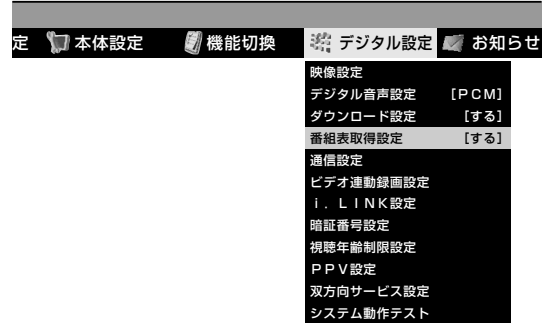 定 本体設定 機能切換 デジタル設定 お知らせ
映像設定
デジタル音声設定 [PCM]
ダウンロード設定 [する]
番組表取得設定 [する]
通信設定
ビデオ連動録画設定
i．LINK設定
暗証番号設定
視聴年齢制限設定
PPV設定
双方向サービス設定
システム動作テスト